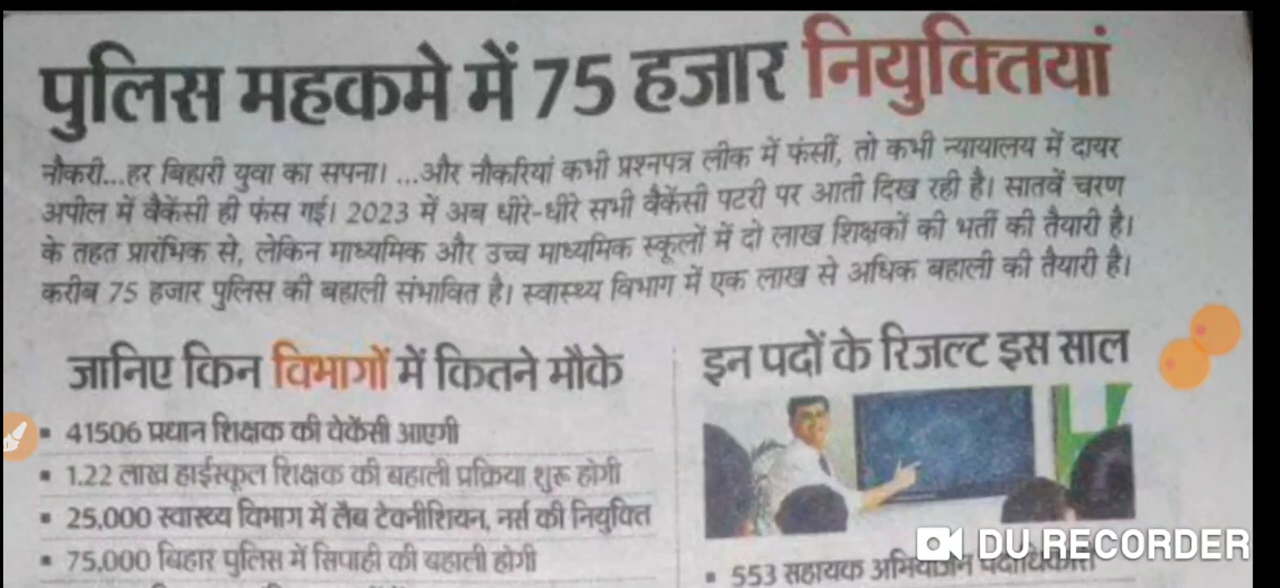 पुलिस महकमे में 75 हजार नियुक्तियां
नौकरी...हर बिहारी युवा का सपना। ...और नौकरियां कभी प्रश्नपत्र लीक में फंसीं, तो कभी न्यायालय में दायर
अपील में वैकेंसी ही फंस गई। 2023 में अब धीरे-धीरे सभी वैकेंसी पटरी पर आती दिख रही है। सातवें चरण
के तहत प्रारंभिक से, लेकिन माध्यमिक और उच्च माध्यमिक स्कूलों में दो लाख शिक्षकों की भर्ती की तैयारी है।
करीब 75 हजार पुलिस की बहाली संभावित है। स्वास्थ्य विभाग में एक लाख से अधिक बहाली की तैयारी है।
जानिए किन विभागों में कितने मौके
▪ 41506 प्रधान शिक्षक की वेकेंसी आएगी
▪ 1.22 लाख हाईस्कूल शिक्षक की बहाली प्रक्रिया शुरू होगी
▪ 25,000 स्वास्थ्य विभाग में लैब टेक्नीशियन, नर्स की नियुक्ति
▪ 75,000 बिहार पुलिस में सिपाही की बहाली होगी
इन पदों के रिजल्ट इस साल
▪ 553 सहायक अभियोजन पदाधिकारी
DU RECORDER